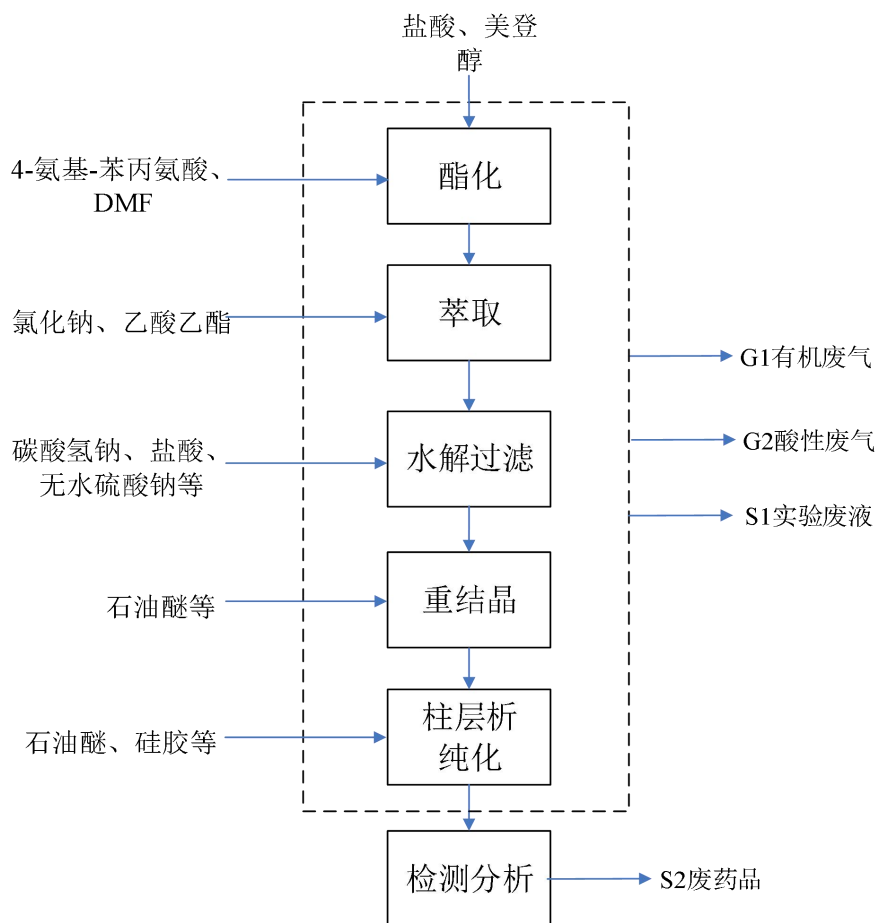 盐酸、美登
醇
4-氨基-苯丙氨酸、
DMF
酯化
氯化钠、乙酸乙酯
萃取
G1有机废气
碳酸氢钠、盐酸、
无水硫酸钠等
水解过滤
G2酸性废气
S1实验废液
石油醚等
重结晶
石油醚、硅胶等
柱层析
纯化
检测分析
S2废药品